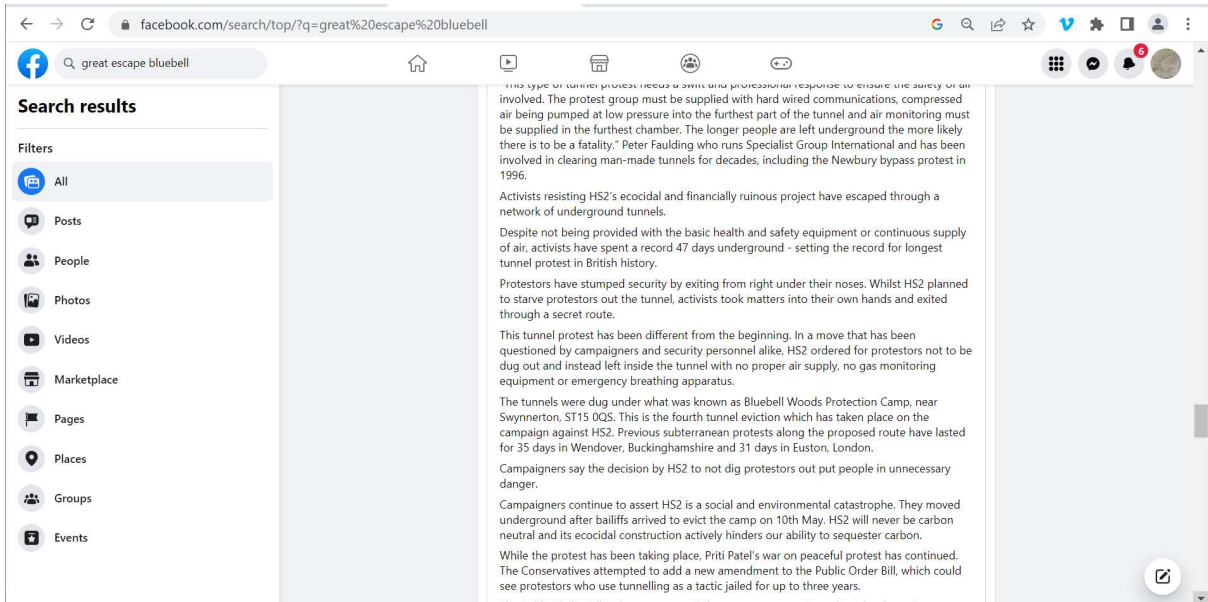 facebook.com/search/top/?q=great%20escape%20bluebell
great escape bluebell
6
Search results
Filters
All
Posts
People
Photos
Videos
Marketplace
Pages
Places
Groups
Events
"This type of tunnel protest needs a swift and professional response to ensure the safety of all
involved. The protest group must be supplied with hard wired communications, compressed
air being pumped at low pressure into the furthest part of the tunnel and air monitoring must
be supplied in the furthest chamber. The longer people are left underground the more likely
there is to be a fatality." Peter Faulding who runs Specialist Group International and has been
involved in clearing man-made tunnels for decades, including the Newbury bypass protest in
1996.
Activists resisting HS2's ecocidal and financially ruinous project have escaped through a
network of underground tunnels.
Despite not being provided with the basic health and safety equipment or continuous supply
of air, activists have spent a record 47 days underground - setting the record for longest
tunnel protest in British history.
Protestors have stumped security by exiting from right under their noses. Whilst HS2 planned
to starve protestors out the tunnel, activists took matters into their own hands and exited
through a secret route.
This tunnel protest has been different from the beginning. In a move that has been
questioned by campaigners and security personnel alike, HS2 ordered for protestors not to be
dug out and instead left inside the tunnel with no proper air supply, no gas monitoring
equipment or emergency breathing apparatus.
The tunnels were dug under what was known as Bluebell Woods Protection Camp, near
Swynnerton, ST15 0QS. This is the fourth tunnel eviction which has taken place on the
campaign against HS2. Previous subterranean protests along the proposed route have lasted
for 35 days in Wendover, Buckinghamshire and 31 days in Euston, London.
Campaigners say the decision by HS2 to not dig protestors out put people in unnecessary
danger.
Campaigners continue to assert HS2 is a social and environmental catastrophe. They moved
underground after bailiffs arrived to evict the camp on 10th May. HS2 will never be carbon
neutral and its ecocidal construction actively hinders our ability to sequester carbon.
While the protest has been taking place, Priti Patel's war on peaceful protest has continued.
The Conservatives attempted to add a new amendment to the Public Order Bill, which could
see protestors who use tunnelling as a tactic jailed for up to three years.